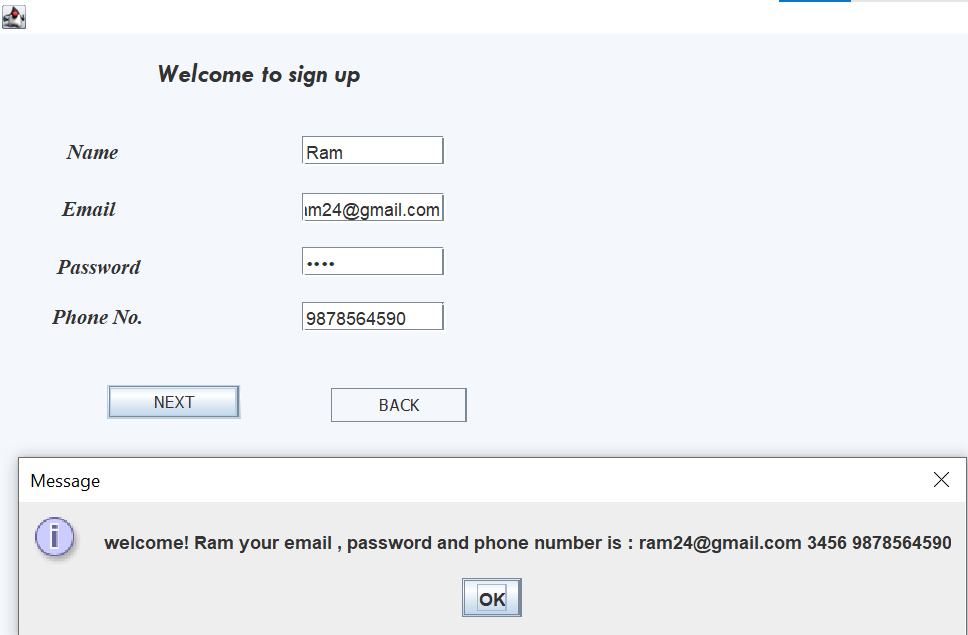 Welcome to sign up
Name Ram
Email am24@gmail.com
Password ••••
Phone No. 9878564590
NEXT BACK
Message
welcome! Ram your email , password and phone number is : ram24@gmail.com 3456 9878564590
OK